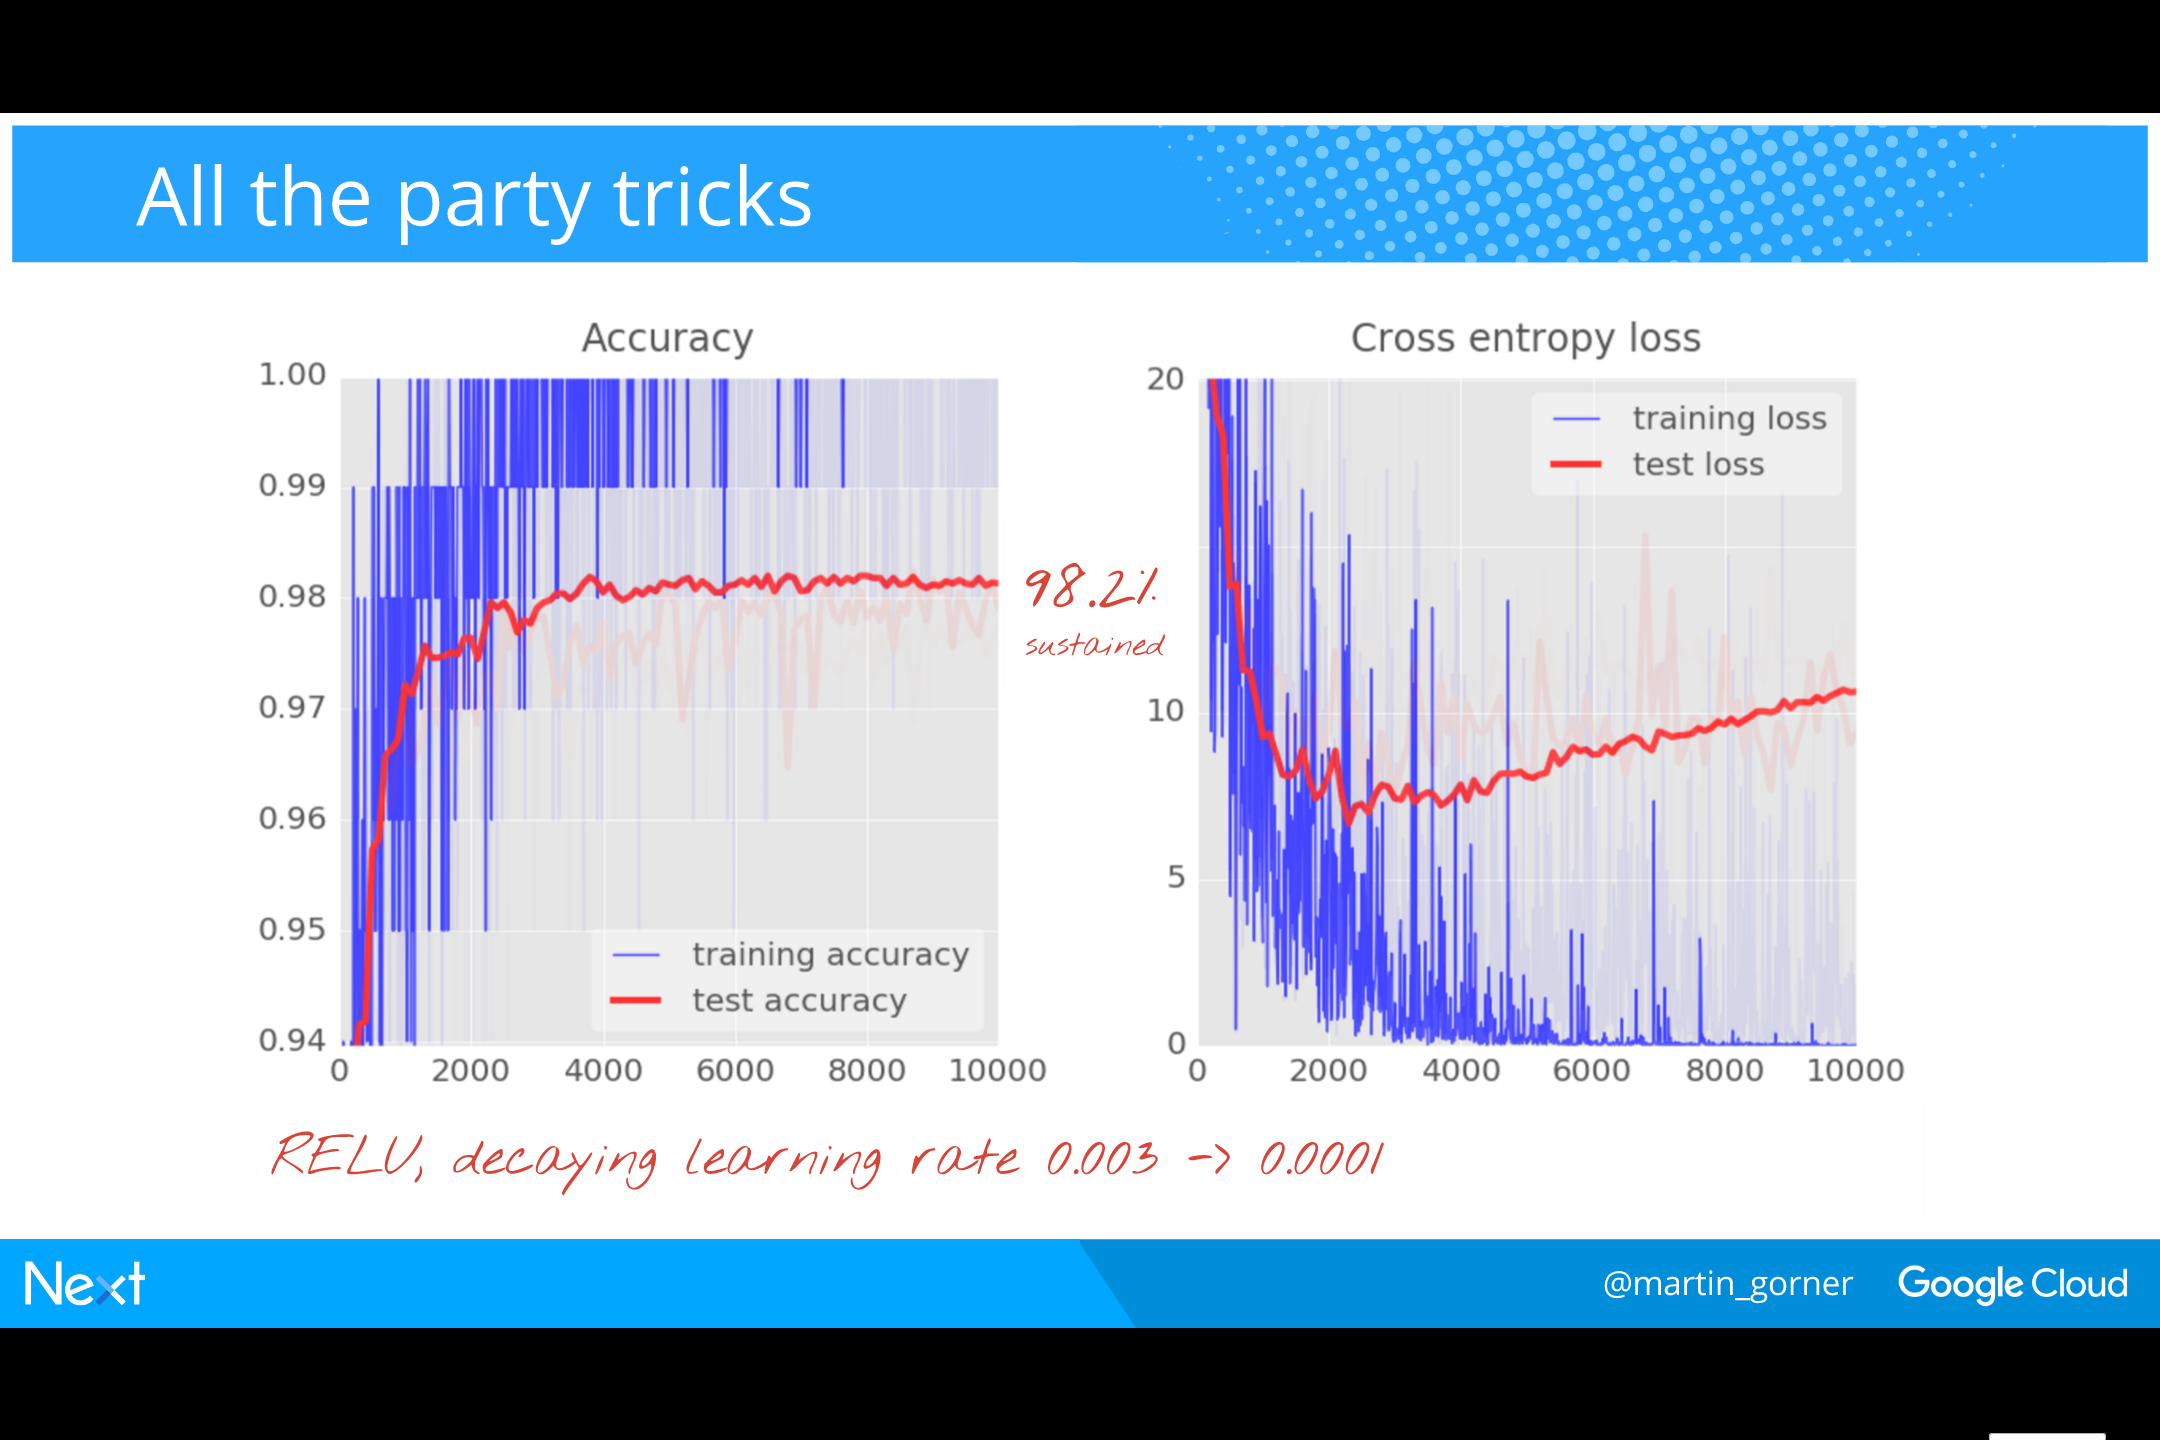 All the party tricks
Accuracy
1.00
0.99
0.98
0.97
0.96
0.95
0.94
0 2000 4000 6000 8000 10000
training accuracy
test accuracy
98.2%
sustained
Cross entropy loss
20
10
5
0
0 2000 4000 6000 8000 10000
training loss
test loss
RELU, decaying learning rate 0.003 -> 0.0001
Next
@martin_gorner Google Cloud